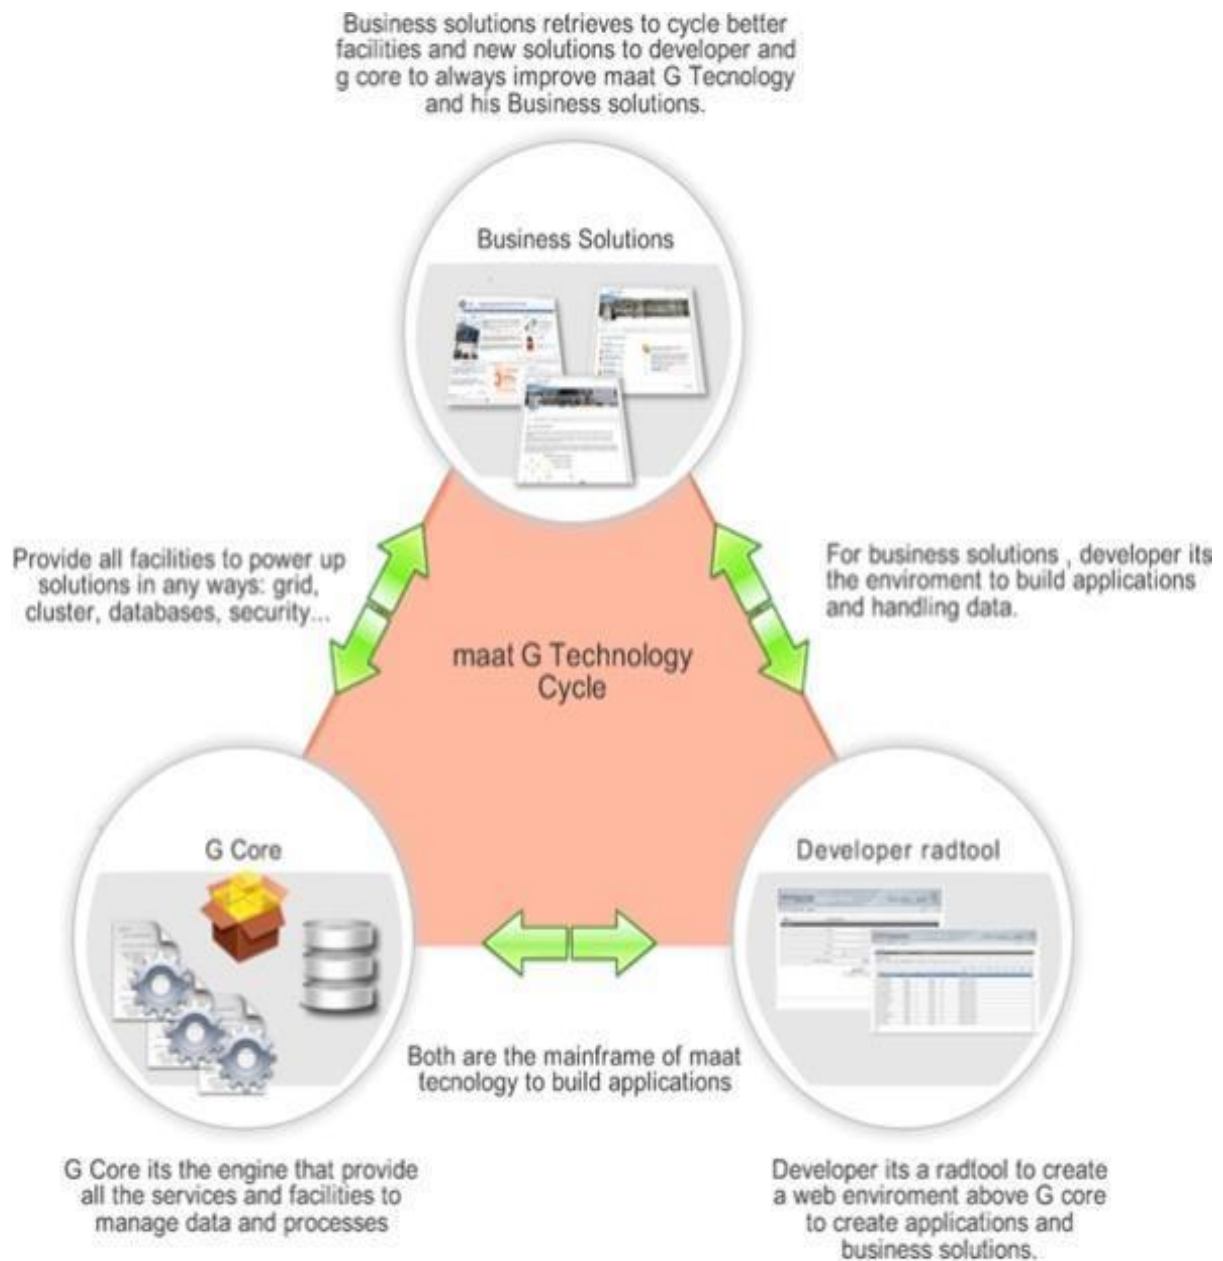 Business solutions retrieves to cycle better
facilities and new solutions to developer and
g core to always improve maat G Tecnology
and his Business solutions.
Business Solutions
Provide all facilities to power up
solutions in any ways: grid,
cluster, databases, security...
For business solutions , developer its
the enviroment to build applications
and handling data.
maat G Technology
Cycle
G Core
Developer radtool
Both are the mainframe of maat
tecnology to build applications
G Core its the engine that provide
all the services and facilities to
manage data and processes
Developer its a radtool to create
a web enviroment above G core
to create applications and
business solutions.